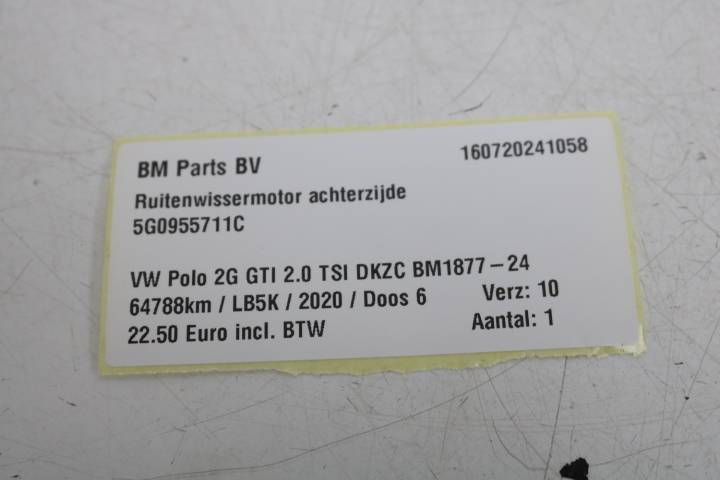 BM Parts BV 160720241058
Ruitenwissermotor achterzijde
5G0955711C
VW Polo 2G GTI 2.0 TSI DKZC BM1877-24
64788km / LB5K / 2020 / Doos 6 Verz: 10
22.50 Euro incl. BTW Aantal: 1